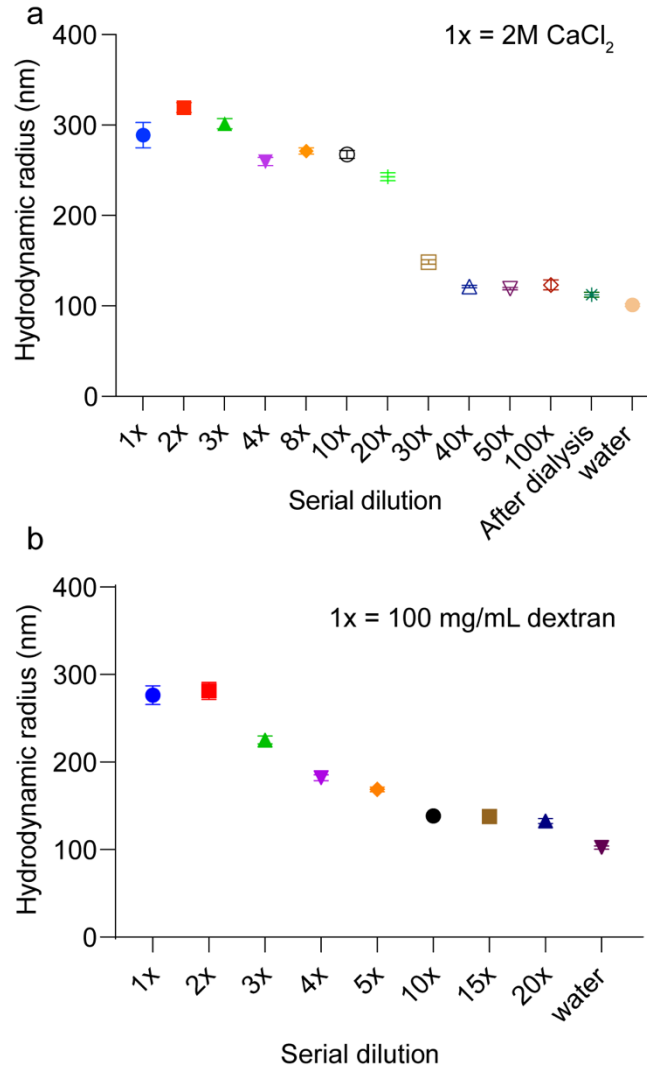 a
1x = 2M CaCl₂
Hydrodynamic radius (nm)
400
300
200
100
0
1x
2x
3x
4x
8x
10x
20x
30x
40x
50x
100x
After dialysis
water
Serial dilution
b
1x = 100 mg/mL dextran
Hydrodynamic radius (nm)
400
300
200
100
0
1x
2x
3x
4x
5x
10x
15x
20x
water
Serial dilution